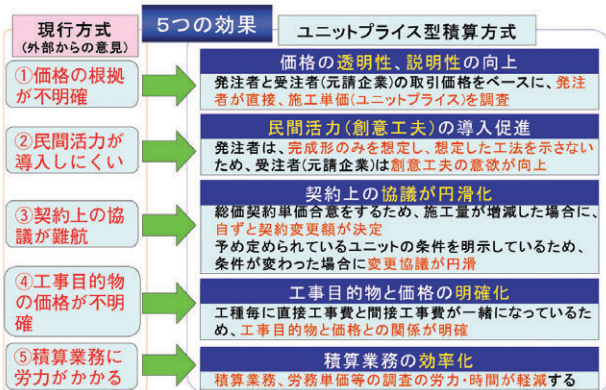 現行方式
(外部からの意見)
5つの効果
ユニットプライス型積算方式
①価格の根拠
が不明確
価格の透明性、説明性の向上
発注者と受注者(元請企業)の取引価格をベースに、発注
者が直接、施工単価(ユニットプライス)を調査
②民間活力が
導入しにくい
民間活力(創意工夫)の導入促進
発注者は、完成形のみを想定し、想定した工法を示さない
ため、受注者(元請企業)は創意工夫の意欲が向上
③契約上の協
議が難航
契約上の協議が円滑化
総価契約単価合意をするため、施工量が増減した場合に、
自ずと契約変更額が決定
予め定められているユニットの条件を明示しているため、
条件が変わった場合に変更協議が円滑
④工事目的物
の価格が不明
確
工事目的物と価格の明確化
工種毎に直接工事費と間接工事費が一緒になっているた
め、工事目的物と価格との関係が明確
⑤積算業務に
労力がかかる
積算業務の効率化
積算業務、労務単価等の調査の労力・時間が軽減する